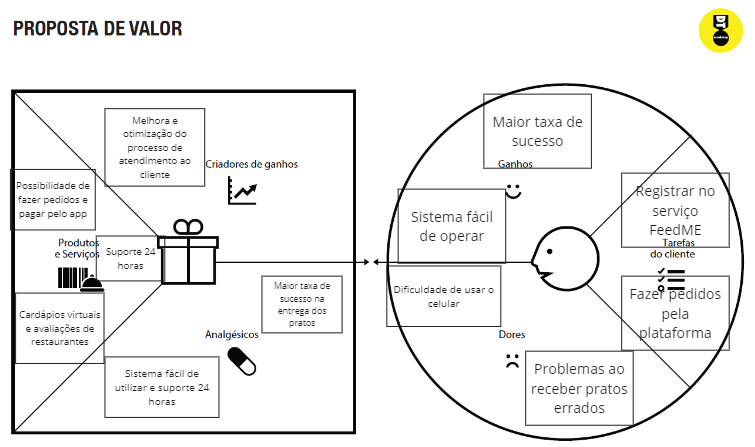 PROPOSTA DE VALOR
DT
Melhora e
otimização do
processo de
atendimento ao
cliente
Criadores de ganhos
Possibilidade de
fazer pedidos e
pagar pelo app
Produtos
e Serviços
Suporte 24
horas
Cardápios virtuais
e avaliações de
restaurantes
Maior taxa de
sucesso na
entrega dos
pratos
Analgésicos
Sistema fácil de
utilizar e suporte 24
horas
Maior taxa de
sucesso
Ganhos
Sistema fácil
de operar
Registrar no
serviço
FeedME
Tarefas
do cliente
Dificuldade de usar o
celular
Fazer pedidos
pela
plataforma
Dores
Problemas ao
receber pratos
errados